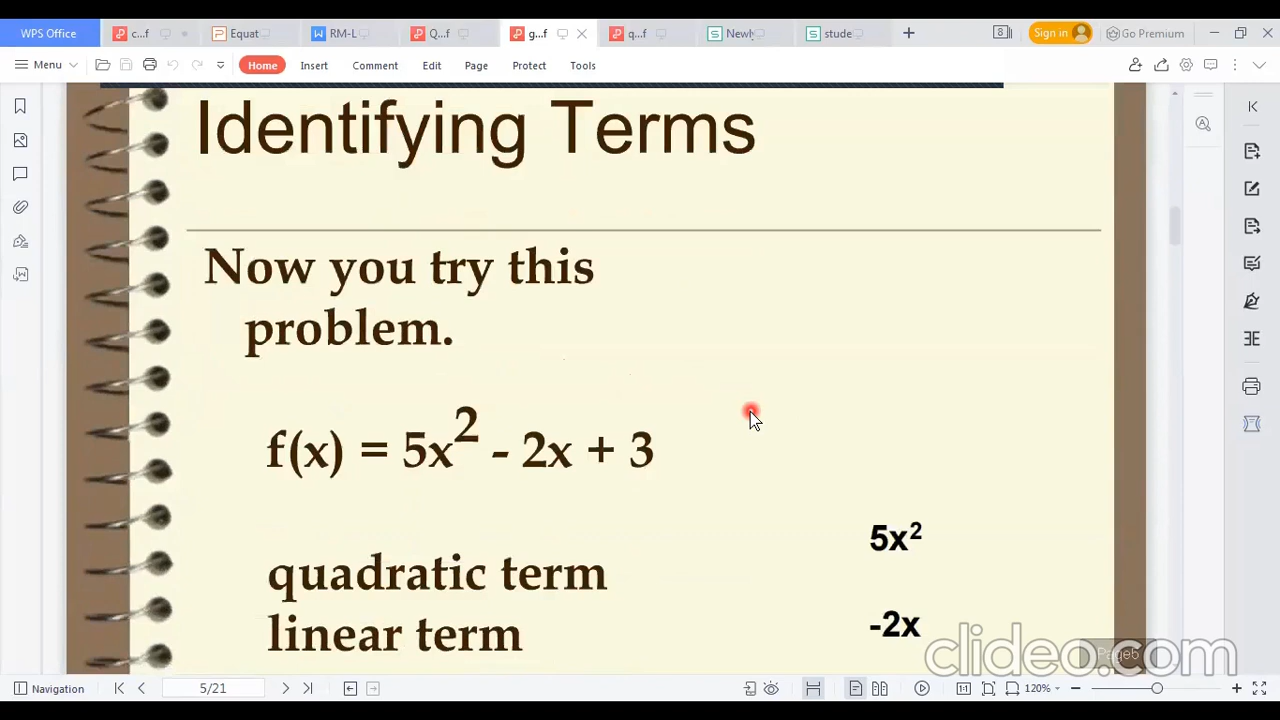 WPS Office
c...f
Equat
RM-L
Q...f
g...f
q...f
Newly
stude
Sign in
Go Premium
Menu
Home
Insert
Comment
Edit
Page
Protect
Tools
Identifying Terms
Now you try this
problem.
f(x) = 5x² - 2x + 3
5x²
quadratic term
-2x
linear term
clideo.com
Page6
Navigation
5/21
120%